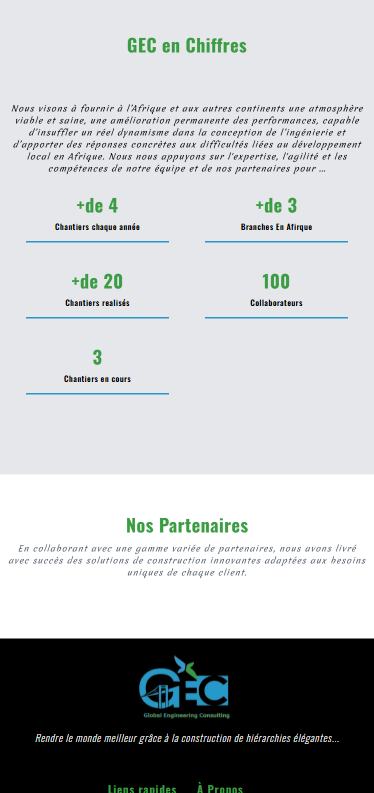 GEC en Chiffres
Nous visons à fournir à l'Afrique et aux autres continents une atmosphère
viable et saine, une amélioration permanente des performances, capable
d'insuffler un réel dynamisme dans la conception de l'ingénierie et
d'apporter des réponses concrètes aux difficultés liées au développement
local en Afrique. Nous nous appuyons sur l'expertise, l'agilité et les
compétences de notre équipe et de nos partenaires pour ...
+de 4
Chantiers chaque année
+de 3
Branches En Afirque
+de 20
Chantiers realisés
100
Collaborateurs
3
Chantiers en cours
Nos Partenaires
En collaborant avec une gamme variée de partenaires, nous avons livré
avec succès des solutions de construction innovantes adaptées aux besoins
uniques de chaque client.
GEC
Global Engineering Consulting
Rendre le monde meilleur grâce à la construction de hiérarchies élégantes...
Liens rapides
À Propos